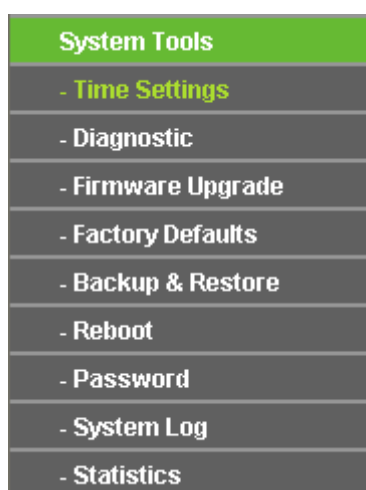 System Tools
- Time Settings
- Diagnostic
- Firmware Upgrade
- Factory Defaults
- Backup & Restore
- Reboot
- Password
- System Log
- Statistics